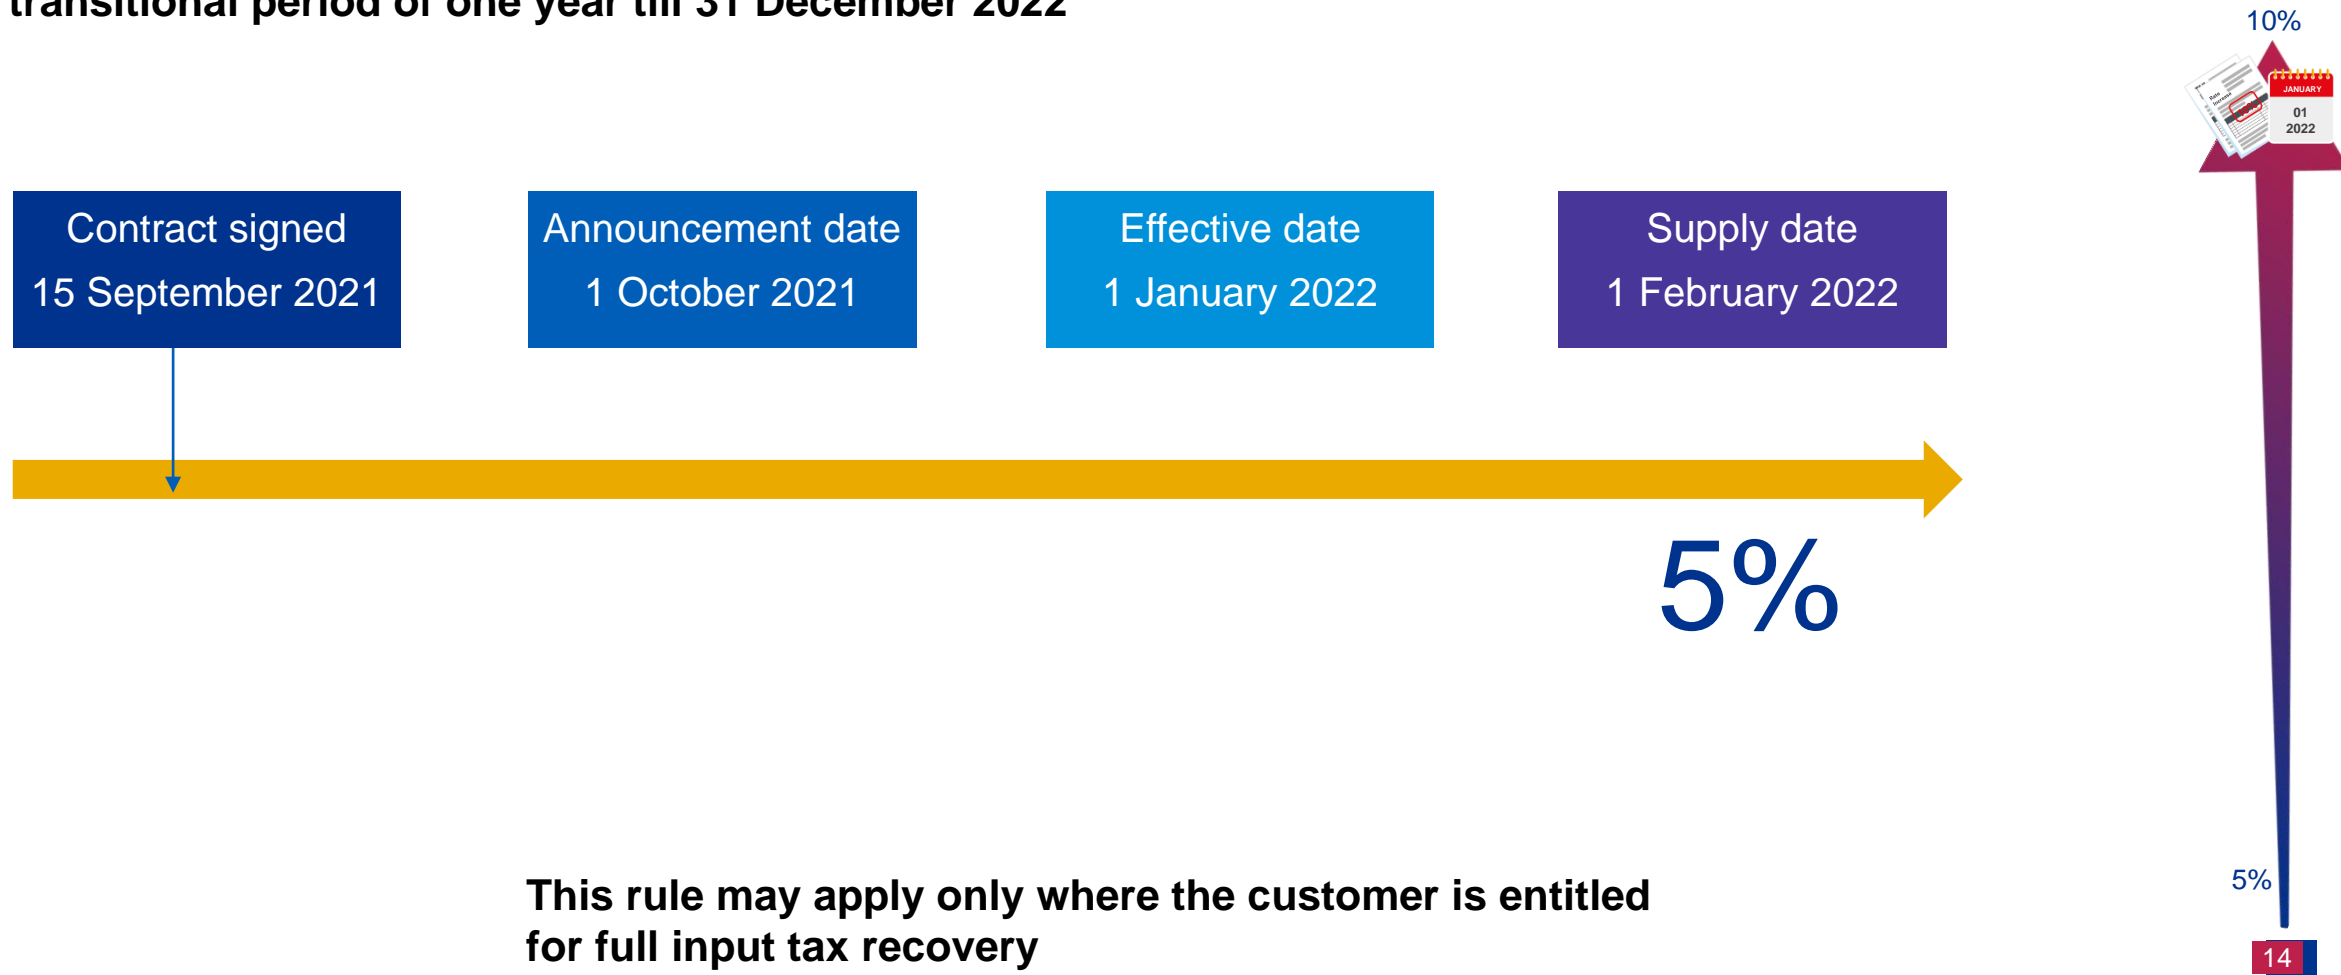 transitional period of one year till 31 December 2022
10%
Rate
Increase
JANUARY
01
2022
Contract signed
15 September 2021
Announcement date
1 October 2021
Effective date
1 January 2022
Supply date
1 February 2022
5%
This rule may apply only where the customer is entitled
for full input tax recovery
5%
14